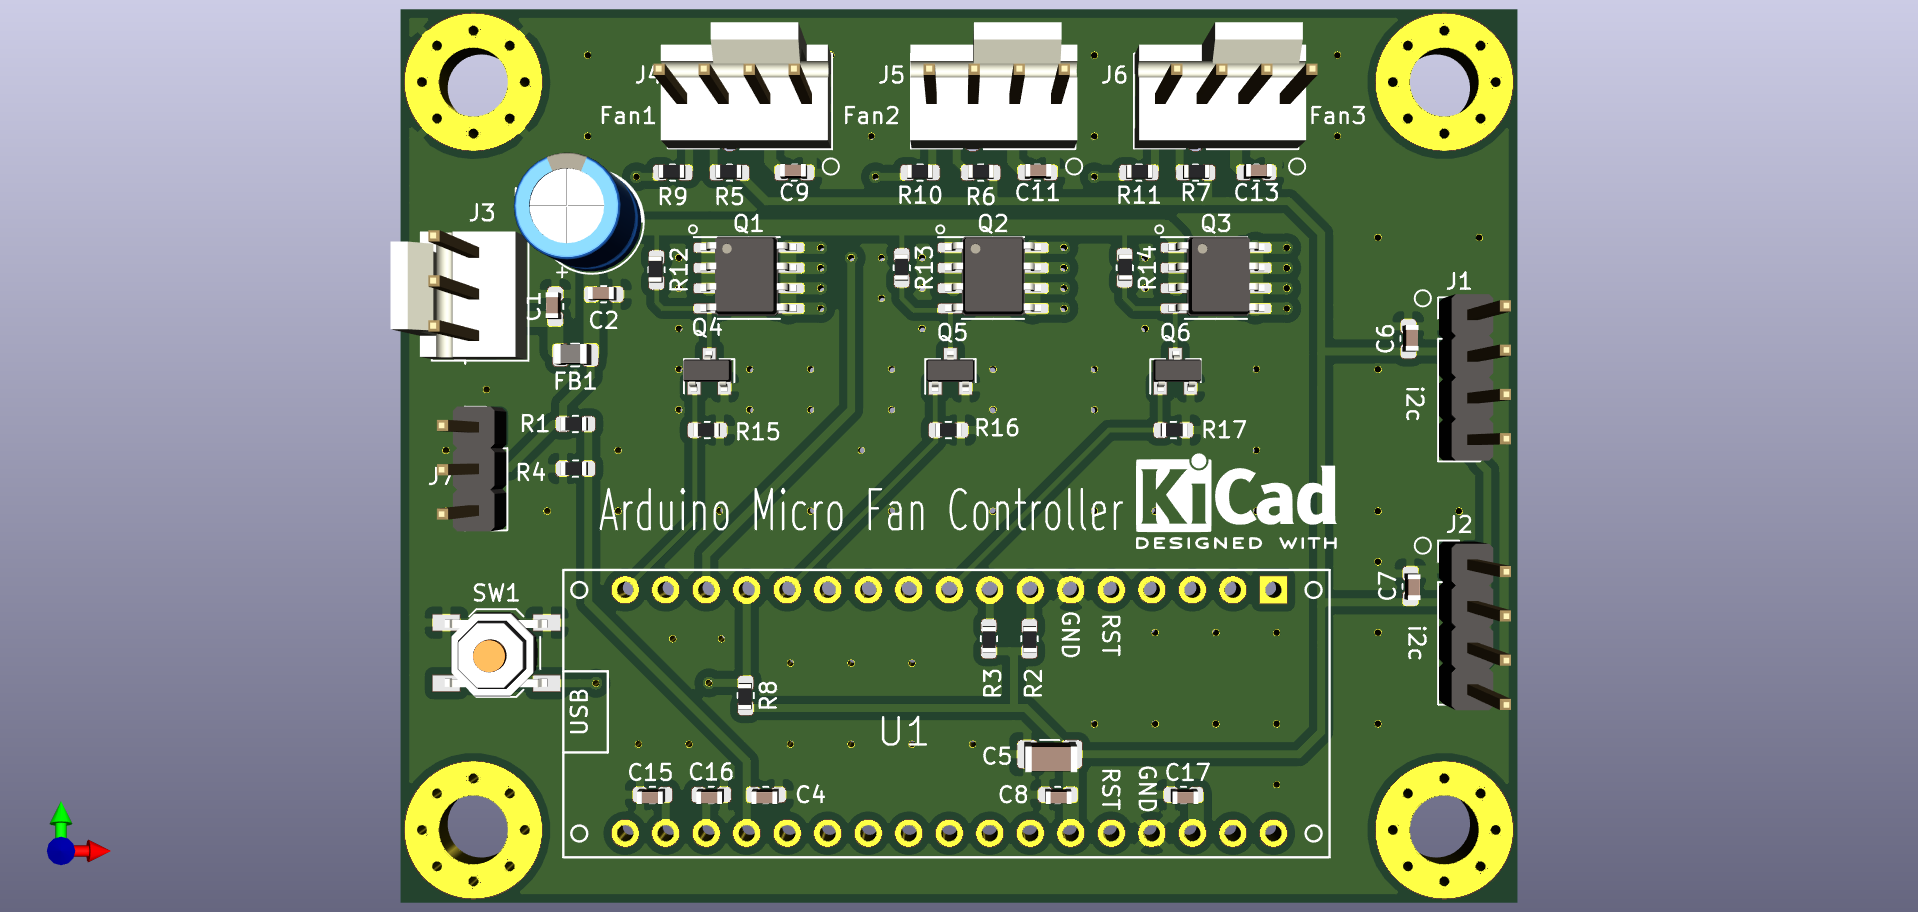 J4 J5 J6
Fan1 Fan2 Fan3
R9 R5 C9 R10 R6 C11 R11 R7 C13
J3 Q1 Q2 Q3
R12 R13 R14
+
C1 C2 J1
Q4 Q5 Q6 C6
FB1
i2c
R1 R15 R16 R17
J7 R4
Arduino Micro Fan Controller KiCad
DESIGNED WITH
J2
SW1 C7
GND RST i2c
R3 R2
USB R8
U1
C5
C15 C16 C4 C8 RST GND C17